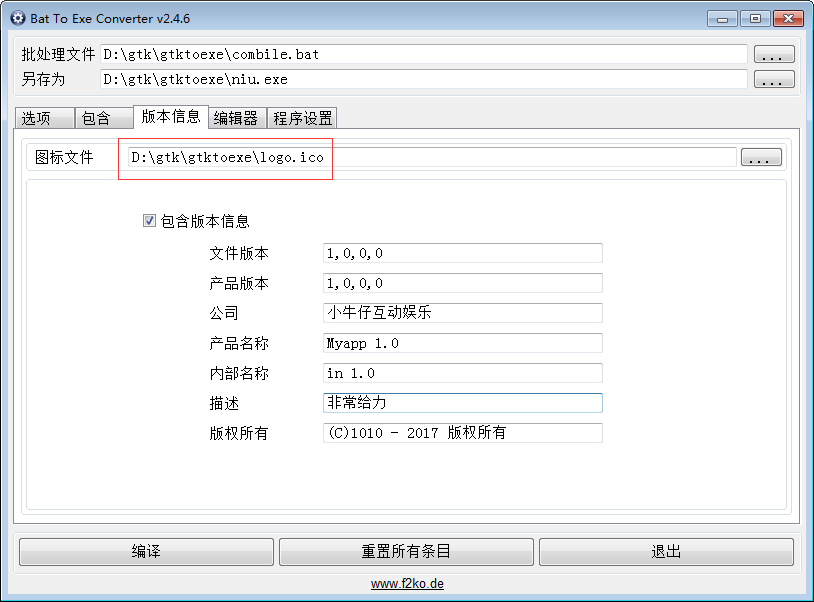 Bat To Exe Converter v2.4.6
批处理文件 D:\gtk\gtktoexe\combile.bat ...
另存为 D:\gtk\gtktoexe\niu.exe ...
选项 包含 版本信息 编辑器 程序设置
图标文件 D:\gtk\gtktoexe\logo.ico ...
包含版本信息
文件版本 1,0,0,0
产品版本 1,0,0,0
公司 小牛仔互动娱乐
产品名称 Myapp 1.0
内部名称 in 1.0
描述 非常给力
版权所有 (C)1010 - 2017 版权所有
编译 重置所有条目 退出
www.f2ko.de